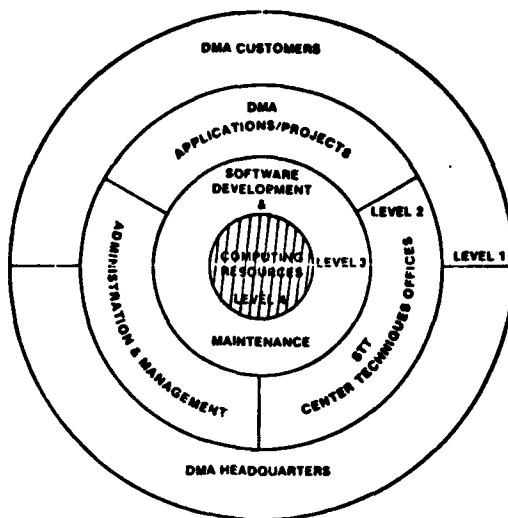 DMA CUSTOMERS
DMA
APPLICATIONS/PROJECTS
SOFTWARE
DEVELOPMENT
&
LEVEL 2
LEVEL 1
COMPUTING
RESOURCES
LEVEL 3
LEVEL 4
MAINTENANCE
ADMINISTRATION & MANAGEMENT
STT
CENTER TECHNIQUES OFFICES
DMA HEADQUARTERS